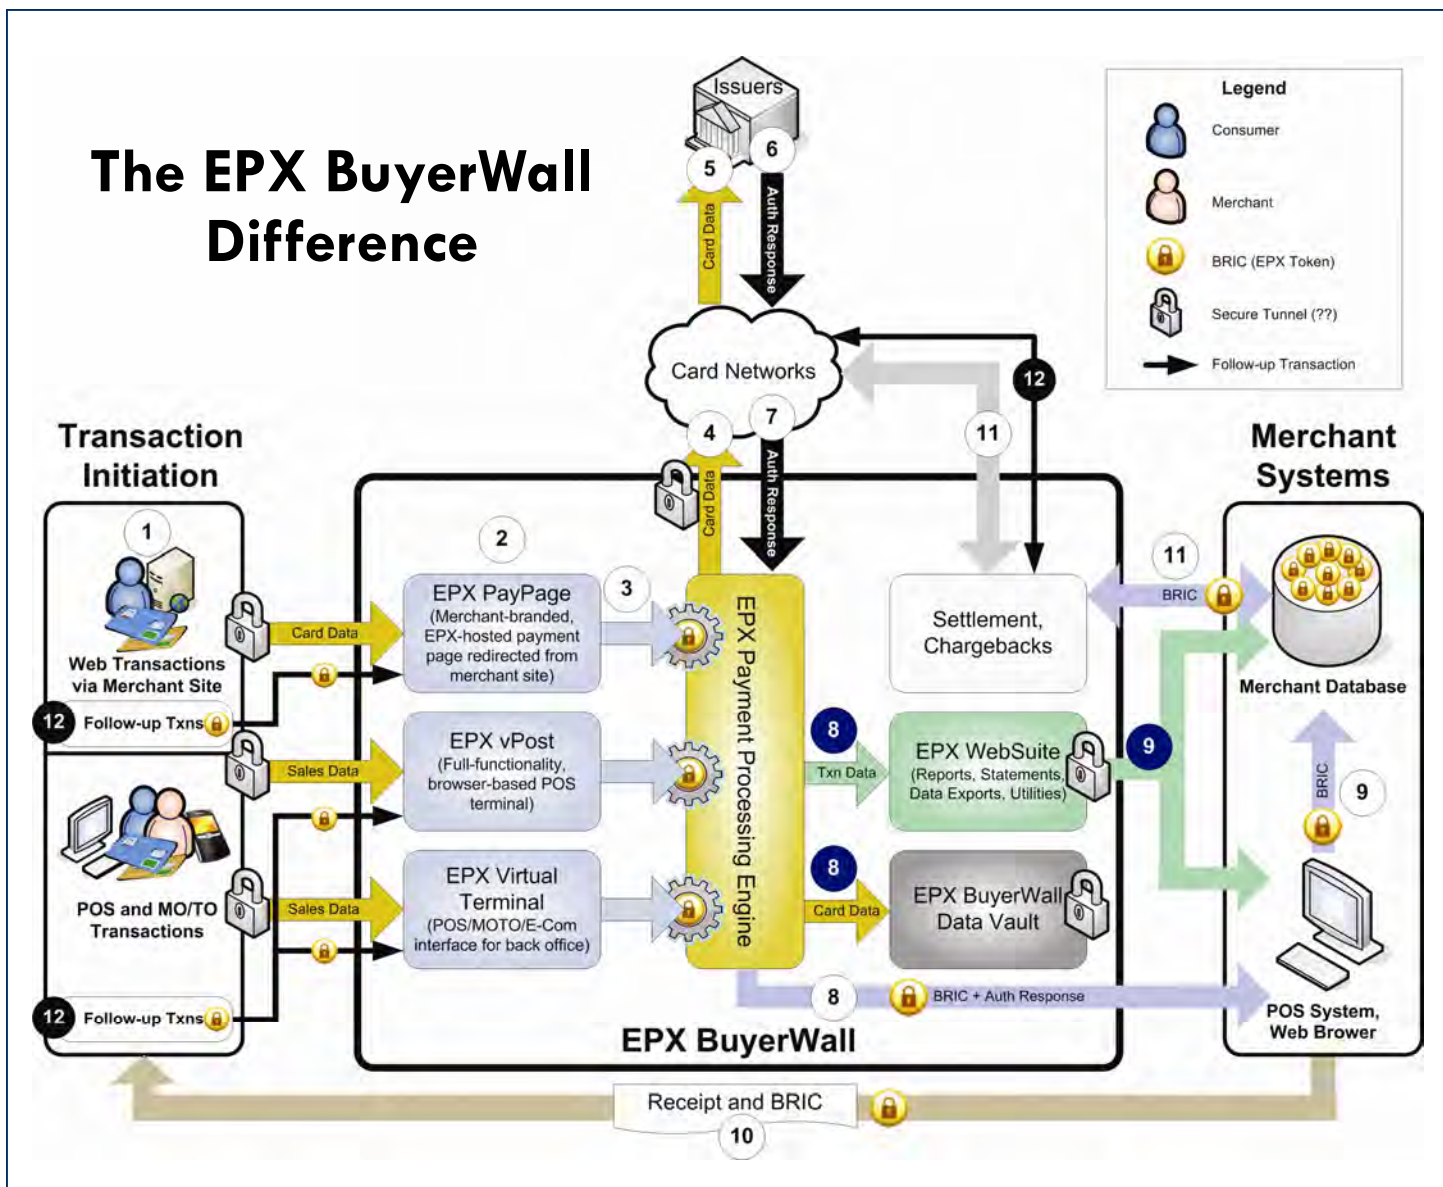 The EPX BuyerWall
Difference
Issuers
5
6
Card Data
Auth Response
Legend
Consumer
Merchant
BRIC (EPX Token)
Secure Tunnel (??)
Follow-up Transaction
Card Networks
12
11
4
7
Card Data
Auth Response
Transaction
Initiation
Merchant
Systems
1
2
3
Web Transactions
via Merchant Site
Card Data
12
Follow-up Txns
EPX PayPage
(Merchant-branded,
EPX-hosted payment
page redirected from
merchant site)
Sales Data
EPX vPost
(Full-functionality,
browser-based POS
terminal)
POS and MO/TO
Transactions
Sales Data
EPX Virtual
Terminal
(POS/MOTO/E-Com
interface for back office)
12
Follow-up Txns
EPX Payment Processing Engine
Settlement,
Chargebacks
11
BRIC
8
Txn Data
EPX WebSuite
(Reports, Statements,
Data Exports, Utilities)
9
8
Card Data
EPX BuyerWall
Data Vault
8
BRIC + Auth Response
Merchant Database
BRIC
9
POS System,
Web Brower
EPX BuyerWall
Receipt and BRIC
10